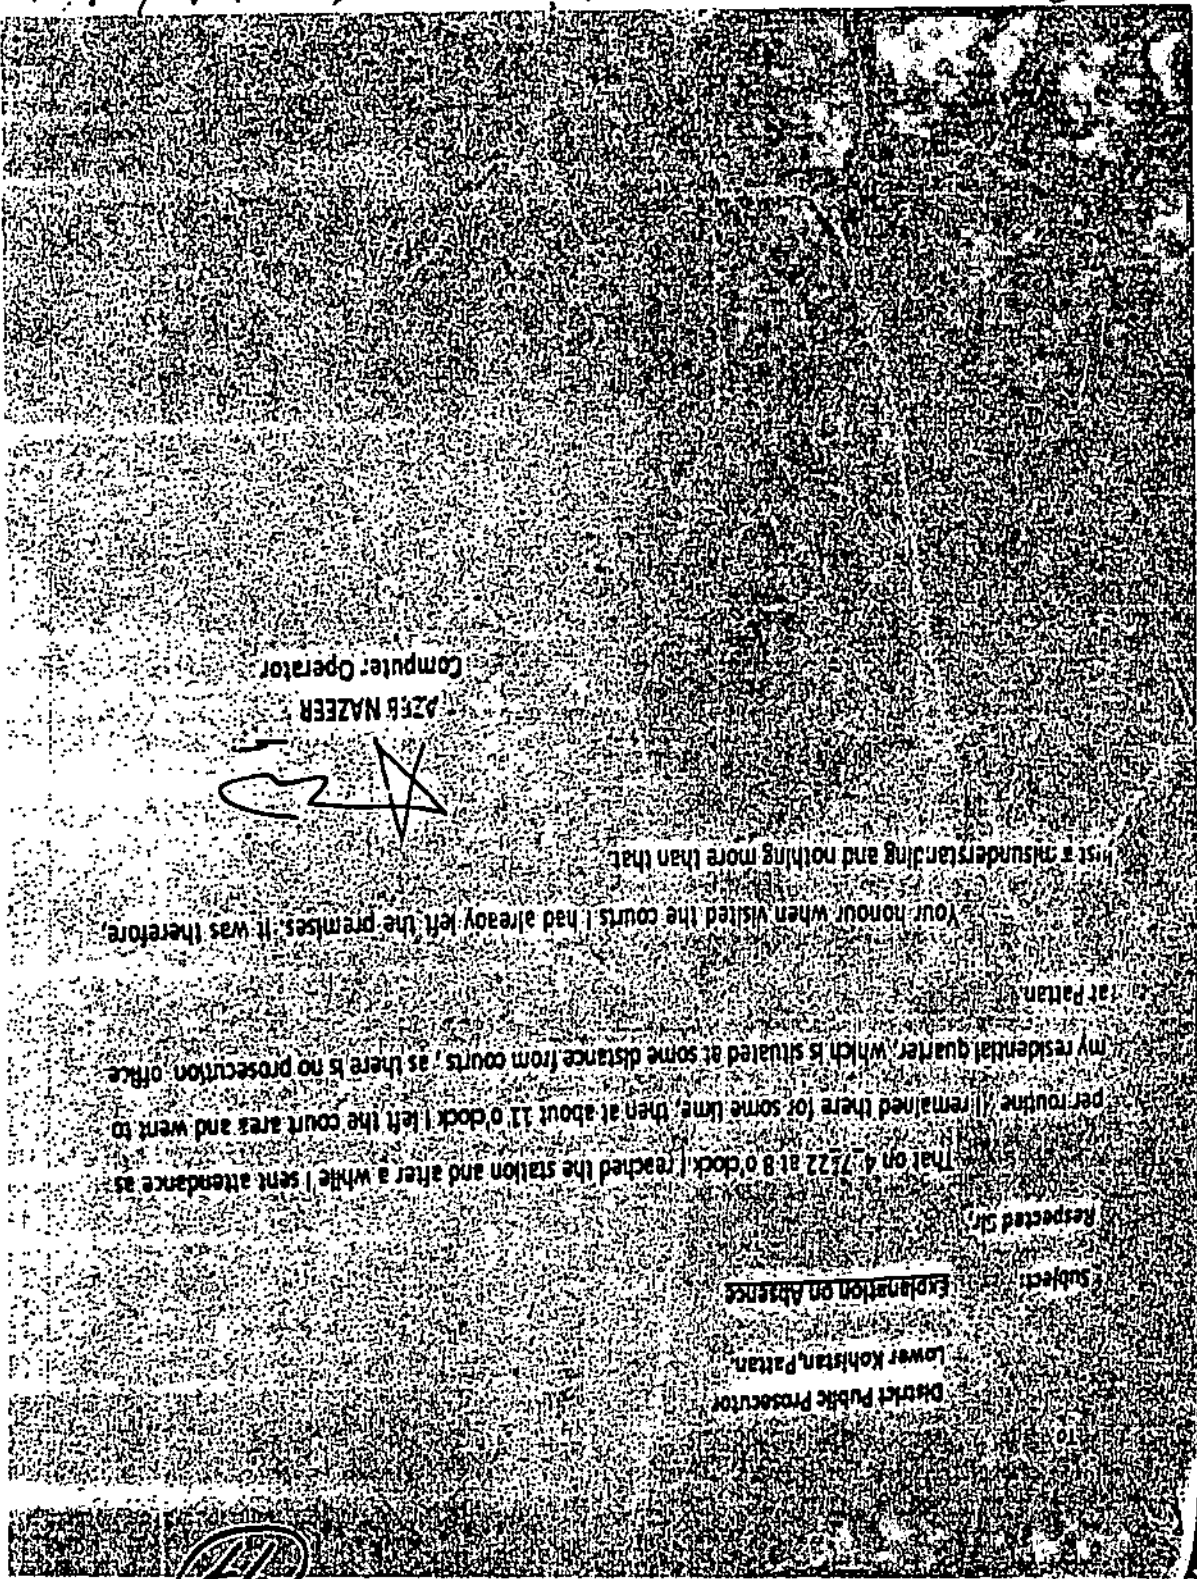 To
District Public Prosecutor
Lower Kohistan, Pattan.
Subject: Explanation on Absence
Respected Sir,
That on 4-7-22 at 8 o'clock I reached the station and after a while I sent attendance as
per routine. I remained there for some time, then at about 11 o'clock I left the court area and went to
my residential quarter, which is situated at some distance from courts, as there is no prosecution office
at Pattan
Your honour when visited the courts I had already left the premises. It was therefore,
just a misunderstanding and nothing more than that.
NAZEER
Computer Operator